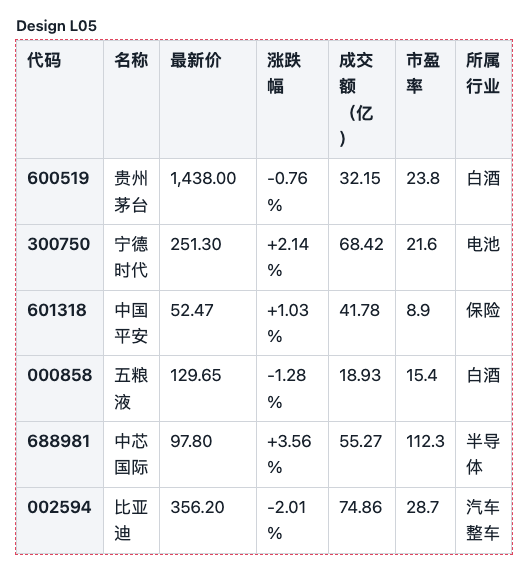 Design L05
代码 名称 最新价 涨跌 成交 市盈 所属
幅 额 率 行业
（亿
）
600519 贵州 1,438.00 -0.76 32.15 23.8 白酒
茅台 %
300750 宁德 251.30 +2.14 68.42 21.6 电池
时代 %
601318 中国 52.47 +1.03 41.78 8.9 保险
平安 %
000858 五粮 129.65 -1.28 18.93 15.4 白酒
液 %
688981 中芯 97.80 +3.56 55.27 112.3 半导
国际 % 体
002594 比亚 356.20 -2.01 74.86 28.7 汽车
迪 % 整车